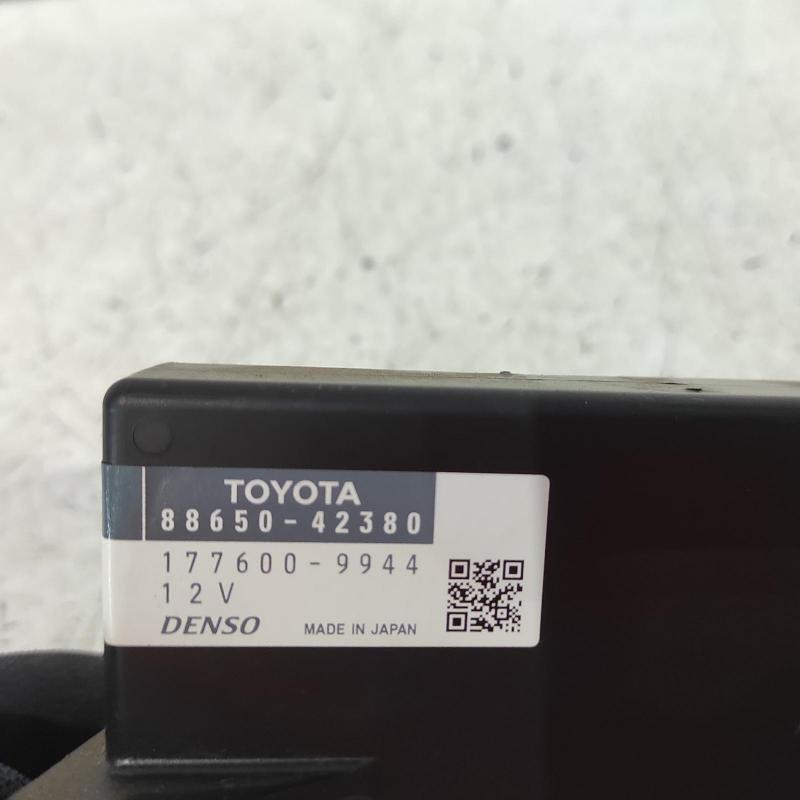 TOYOTA
88650-42380
177600-9944
12V
DENSO MADE IN JAPAN